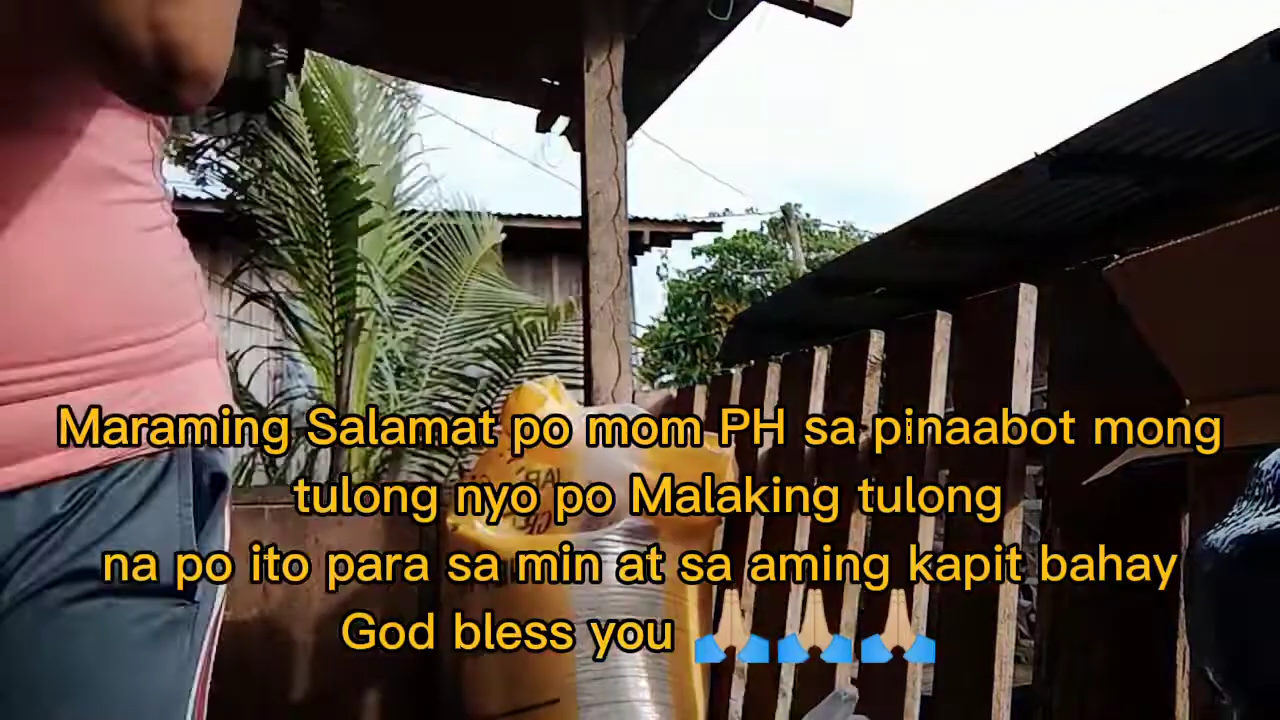 Maraming Salamat po mom PH sa pinaabot mong
tulong nyo po Malaking tulong
na po ito para sa min at sa aming kapit bahay
God bless you 🙏🏼🙏🏼🙏🏼